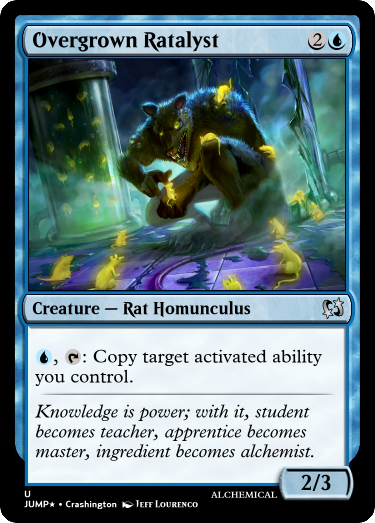 Overgrown Ratalyst 2
Creature — Rat Homunculus
, : Copy target activated ability
you control.
Knowledge is power; with it, student
becomes teacher, apprentice becomes
master, ingredient becomes alchemist.
2/3
U ALCHEMICAL
JUMP★ • Crashington Jeff Lourenco